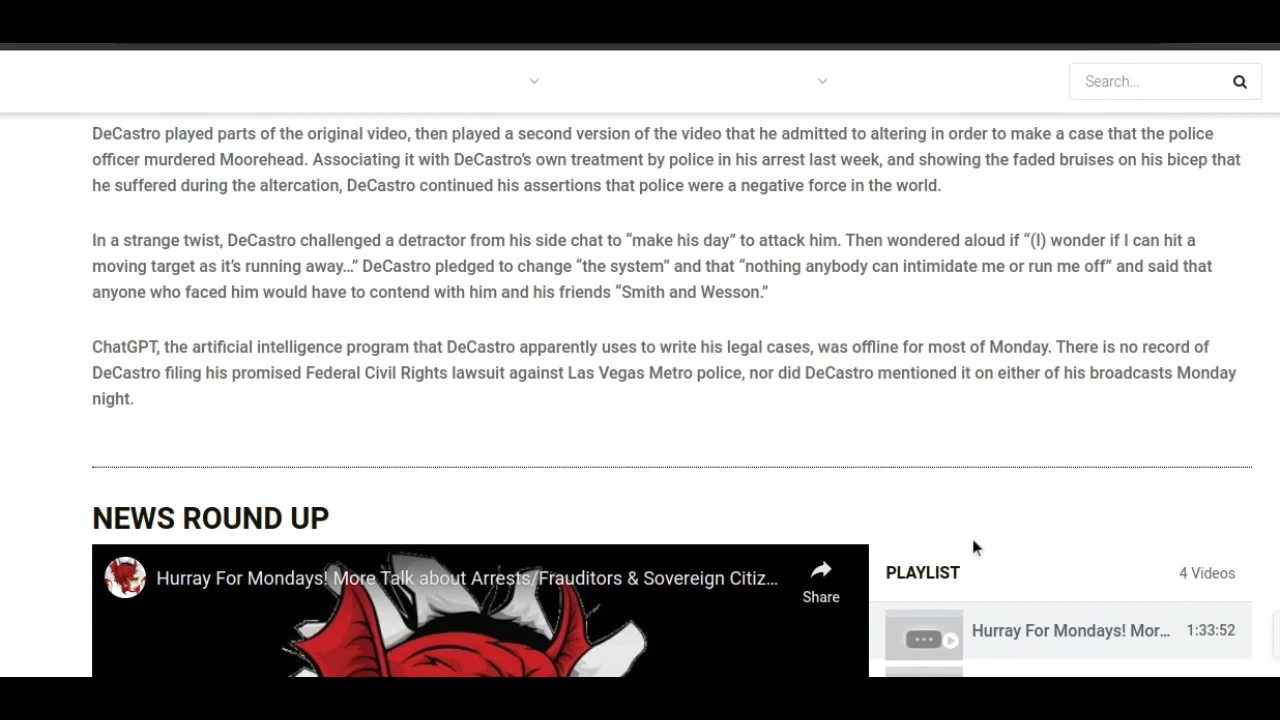 Search...
DeCastro played parts of the original video, then played a second version of the video that he admitted to altering in order to make a case that the police
officer murdered Moorehead. Associating it with DeCastro’s own treatment by police in his arrest last week, and showing the faded bruises on his bicep that
he suffered during the altercation, DeCastro continued his assertions that police were a negative force in the world.
In a strange twist, DeCastro challenged a detractor from his side chat to “make his day” to attack him. Then wondered aloud if “(I) wonder if I can hit a
moving target as it’s running away…” DeCastro pledged to change “the system” and that “nothing anybody can intimidate me or run me off” and said that
anyone who faced him would have to contend with him and his friends “Smith and Wesson.”
ChatGPT, the artificial intelligence program that DeCastro apparently uses to write his legal cases, was offline for most of Monday. There is no record of
DeCastro filing his promised Federal Civil Rights lawsuit against Las Vegas Metro police, nor did DeCastro mentioned it on either of his broadcasts Monday
night.
NEWS ROUND UP
Hurray For Mondays! More Talk about Arrests/Frauditors & Sovereign Citiz...
Share
PLAYLIST
4 Videos
Hurray For Mondays! Mor...
1:33:52